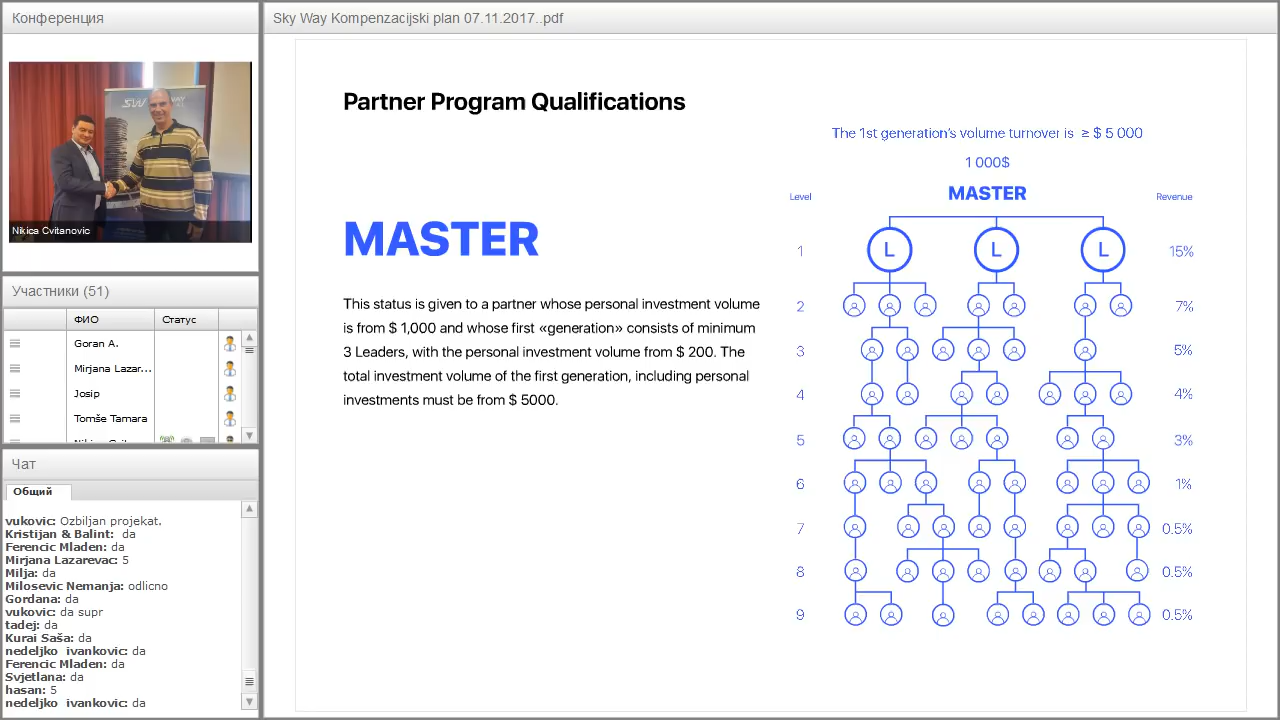 Конференция
Nikica Cvitanovic
Участники (51)
ФИО
Статус
Goran A.
Mirjana Lazar...
Josip
Tomše Tamara
Чат
Общий
vukovic: Ozbiljan projekat.
Kristijan & Balint: da
Ferencic Mladen: da
Mirjana Lazarevac: 5
Milja: da
Milosevic Nemanja: odlicno
Gordana: da
vukovic: da supr
tadej: da
Kurai Saša: da
nedeljko ivankovic: da
Ferencic Mladen: da
Svjetlana: da
hasan: 5
nedeljko ivankovic: da
Sky Way Kompenzacijski plan 07.11.2017..pdf
Partner Program Qualifications
MASTER
This status is given to a partner whose personal investment volume
is from $ 1,000 and whose first «generation» consists of minimum
3 Leaders, with the personal investment volume from $ 200. The
total investment volume of the first generation, including personal
investments must be from $ 5000.
The 1st generation's volume turnover is ≥ $ 5 000
1 000$
Level MASTER Revenue
1 L L L 15%
2 7%
3 5%
4 4%
5 3%
6 1%
7 0.5%
8 0.5%
9 0.5%